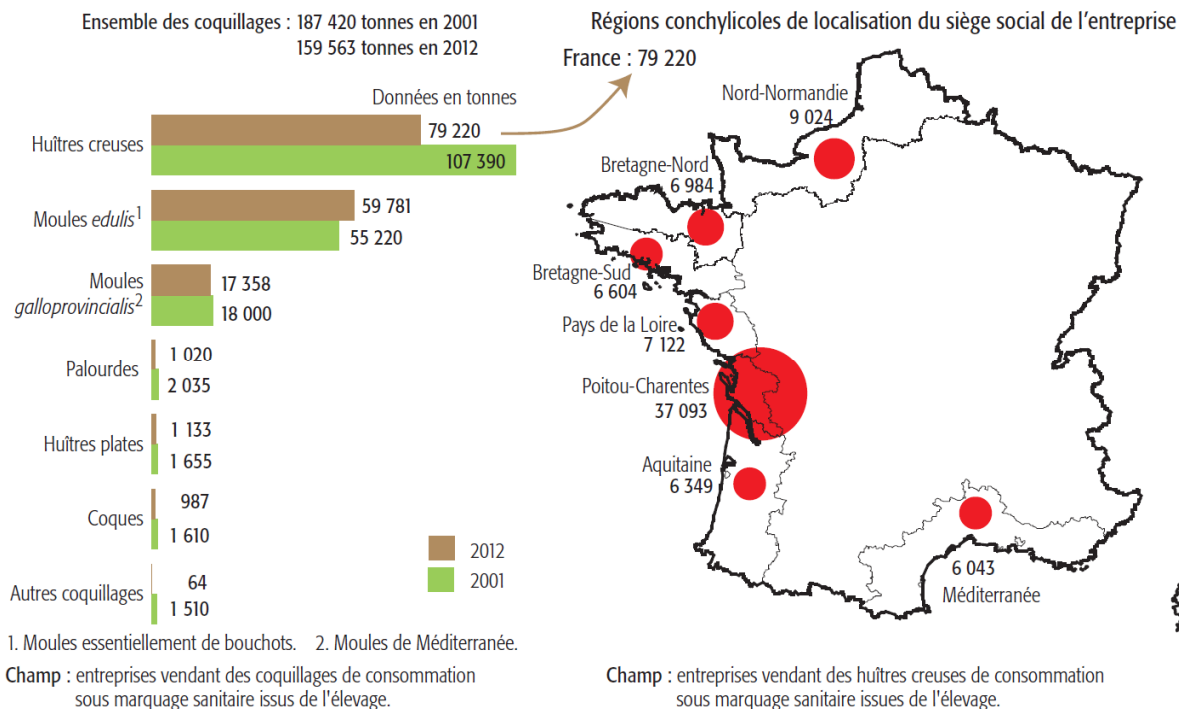 Ensemble des coquillages : 187 420 tonnes en 2001
159 563 tonnes en 2012
Données en tonnes
Huîtres creuses
79 220
107 390
Moules edulis¹
59 781
55 220
Moules
galloprovincialis²
17 358
18 000
Palourdes
1 020
2 035
Huîtres plates
1 133
1 655
Coques
987
1 610
Autres coquillages
64
1 510
2012
2001
1. Moules essentiellement de bouchots. 2. Moules de Méditerranée.
Champ : entreprises vendant des coquillages de consommation
sous marquage sanitaire issus de l'élevage.
Régions conchylicoles de localisation du siège social de l'entreprise
France : 79 220
Nord-Normandie
9 024
Bretagne-Nord
6 984
Bretagne-Sud
6 604
Pays de la Loire
7 122
Poitou-Charentes
37 093
Aquitaine
6 349
6 043
Méditerranée
Champ : entreprises vendant des huîtres creuses de consommation
sous marquage sanitaire issues de l'élevage.